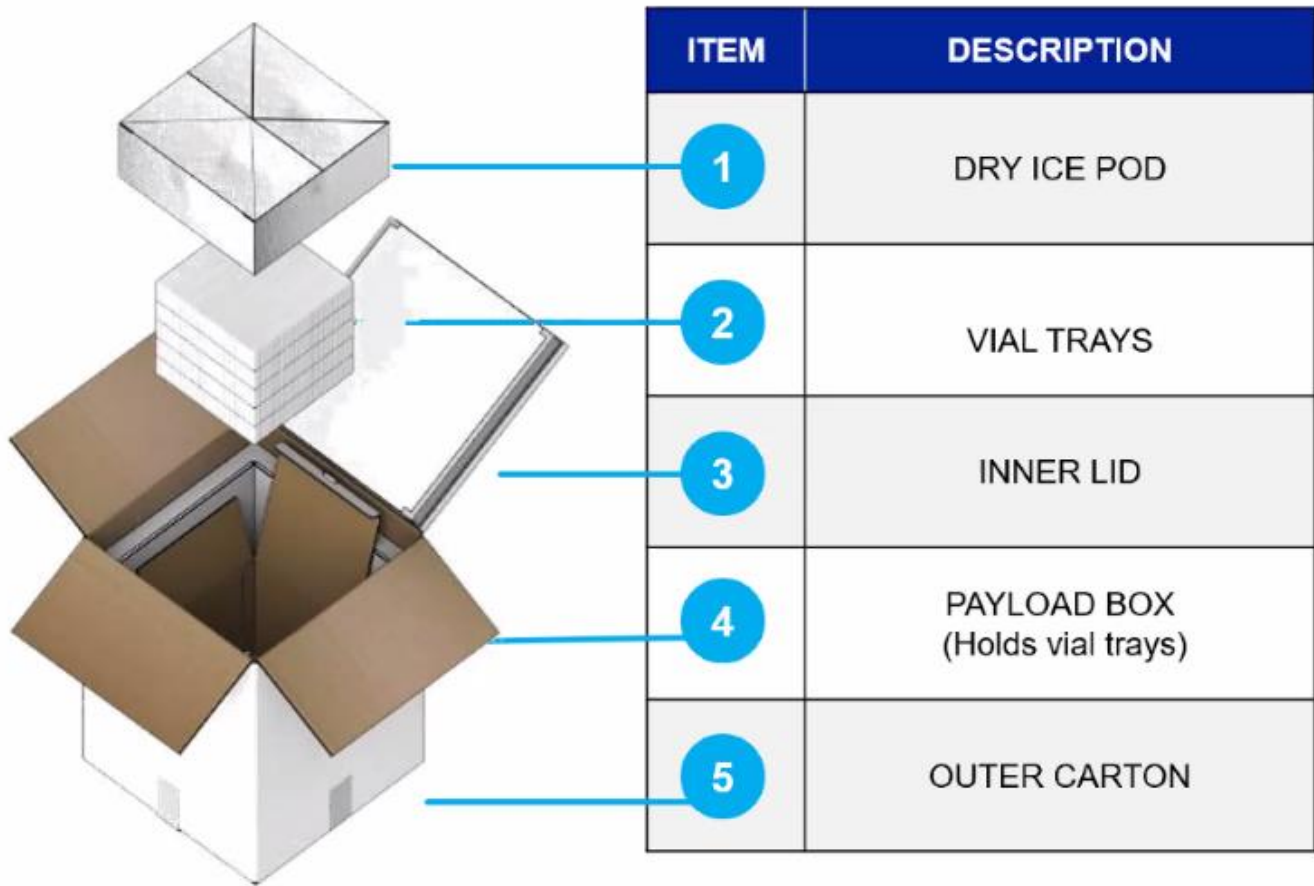 ITEM DESCRIPTION
1 DRY ICE POD
2 VIAL TRAYS
3 INNER LID
4 PAYLOAD BOX
(Holds vial trays)
5 OUTER CARTON